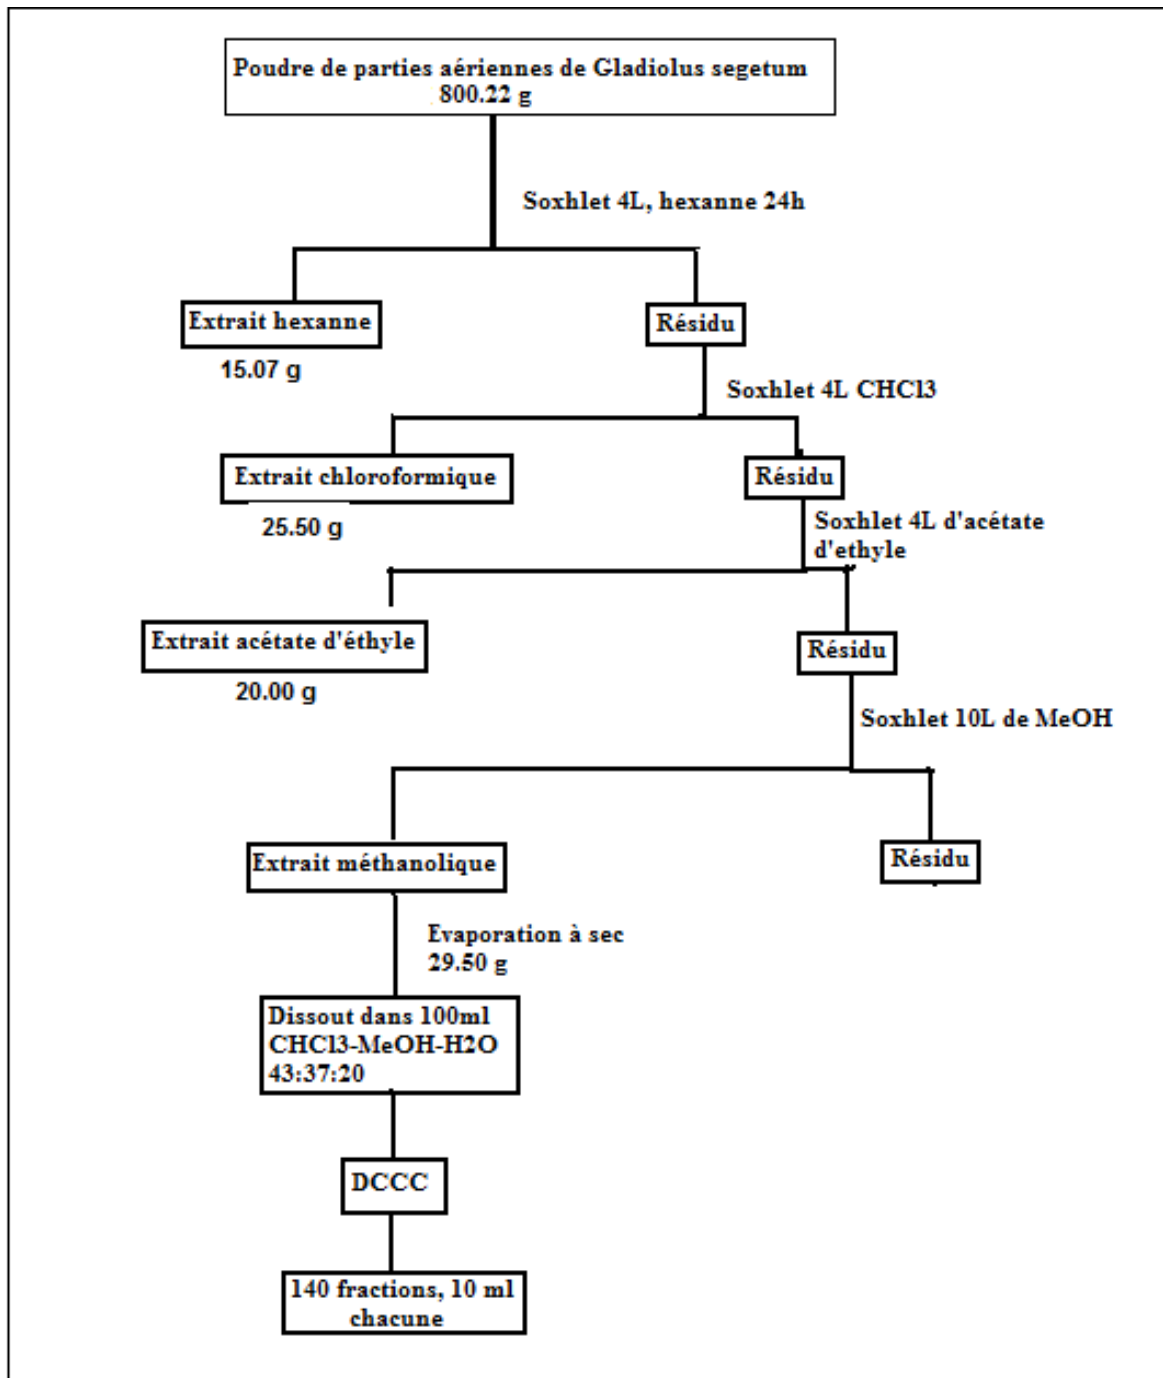 Poudre de parties aériennes de Gladiolus segetum
800.22 g
Soxhlet 4L, hexanne 24h
Extrait hexanne
Résidu
15.07 g
Soxhlet 4L CHCl3
Extrait chloroformique
Résidu
25.50 g
Soxhlet 4L d'acétate
d'ethyle
Extrait acétate d'éthyle
Résidu
20.00 g
Soxhlet 10L de MeOH
Extrait méthanolique
Résidu
Evaporation à sec
29.50 g
Dissout dans 100ml
CHCl3-MeOH-H2O
43:37:20
DCCC
140 fractions, 10 ml
chacune